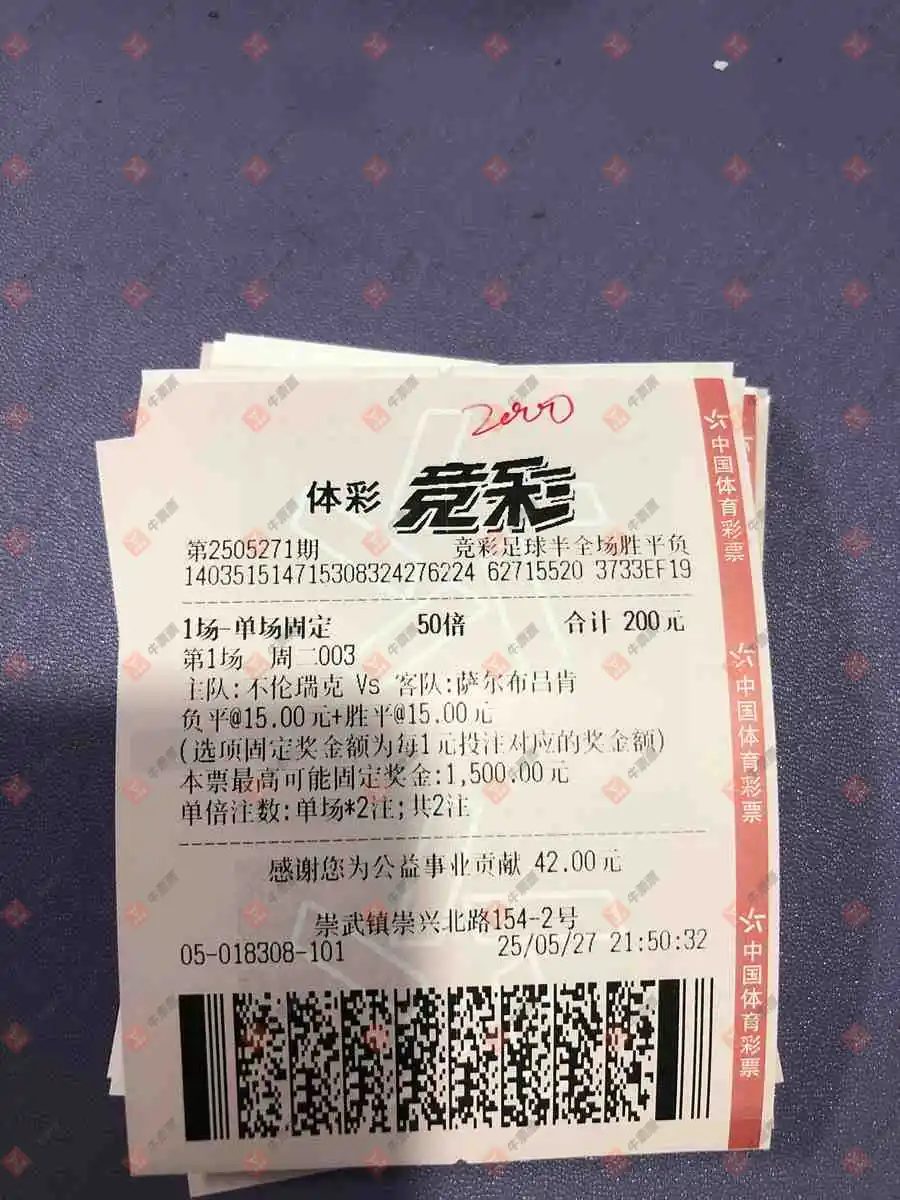 2000
体彩 竞彩
第2505271期 竞彩足球半全场胜平负
140351514715308324276224 62715520 3733EF19
1场-单场固定 50倍 合计 200元
第1场 周二003
主队:不伦瑞克 Vs 客队:萨尔布吕肯
负平@15.00元+胜平@15.00元
(选项固定奖金额为每1元投注对应的奖金额)
本票最高可能固定奖金:1,500.00元
单倍注数:单场*2注;共2注
感谢您为公益事业贡献 42.00元
崇武镇崇兴北路154-2号
05-018308-101 25/05/27 21:50:32
中国体育彩票
中国体育彩票
中国体育彩票